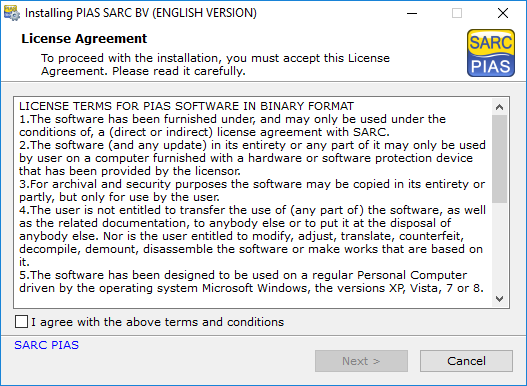 Installing PIAS SARC BV (ENGLISH VERSION)
License Agreement
To proceed with the installation, you must accept this License
Agreement. Please read it carefully.
SARC
PIAS
LICENSE TERMS FOR PIAS SOFTWARE IN BINARY FORMAT
1.The software has been furnished under, and may only be used under the
conditions of, a (direct or indirect) license agreement with SARC.
2.The software (and any update) in its entirety or any part of it may only be used
by user on a computer furnished with a hardware or software protection device
that has been provided by the licensor.
3.For archival and security purposes the software may be copied in its entirety or
partly, but only for use by the user.
4.The user is not entitled to transfer the use of (any part of) the software, as well
as the related documentation, to anybody else or to put it at the disposal of
anybody else. Nor is the user entitled to modify, adjust, translate, counterfeit,
decompile, demount, disassemble the software or make works that are based on
it.
5.The software has been designed to be used on a regular Personal Computer
driven by the operating system Microsoft Windows, the versions XP, Vista, 7 or 8.
I agree with the above terms and conditions
SARC PIAS
Next >
Cancel